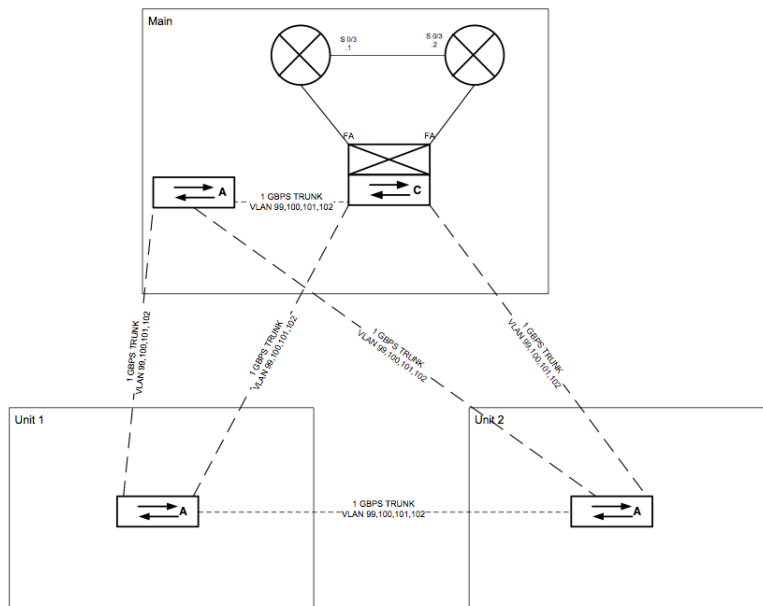 Main
S 0/3
.1
S 0/3
.2
FA
FA
A
C
1 GBPS TRUNK
VLAN 99,100,101,102
1 GBPS TRUNK
VLAN 99,100,101,102
1 GBPS TRUNK
VLAN 99,100,101,102
1 GBPS TRUNK
VLAN 99,100,101,102
1 GBPS TRUNK
VLAN 99,100,101,102
Unit 1
Unit 2
A
1 GBPS TRUNK
VLAN 99,100,101,102
A